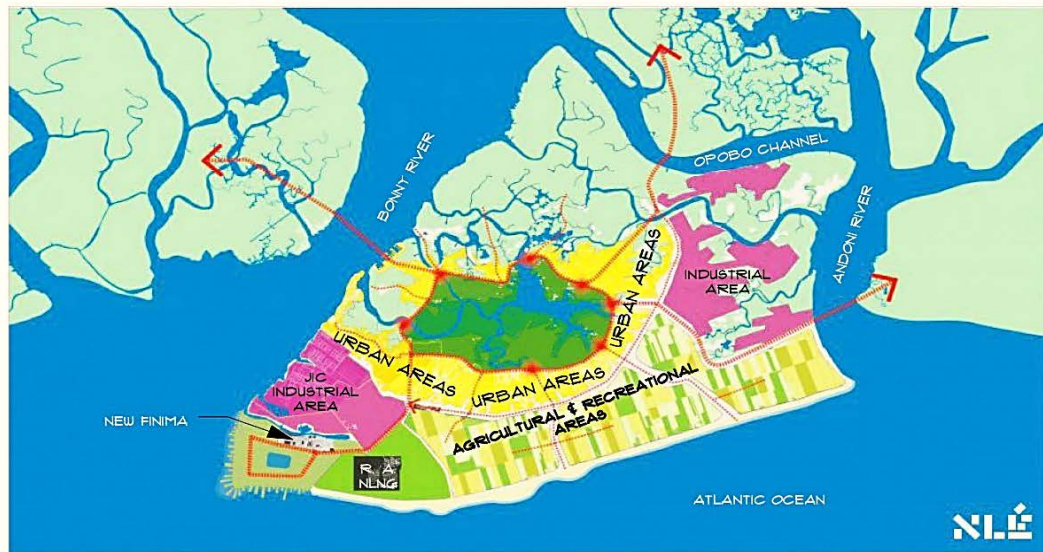 OPOBO CHANNEL
BONNY RIVER
ANDONI RIVER
INDUSTRIAL
AREA
URBAN AREAS
URBAN AREAS
URBAN AREAS
JIC
INDUSTRIAL
AREA
AGRICULTURAL & RECREATIONAL
AREAS
NEW FINIMA
R A
NLNG
ATLANTIC OCEAN
NLÉ